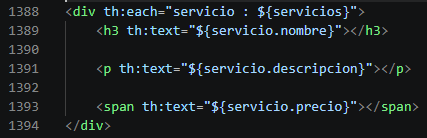 1388 <div th:each="servicio : ${servicios}">
1389     <h3 th:text="${servicio.nombre}"></h3>
1390
1391     <p th:text="${servicio.descripcion}"></p>
1392
1393     <span th:text="${servicio.precio}"></span>
1394 </div>